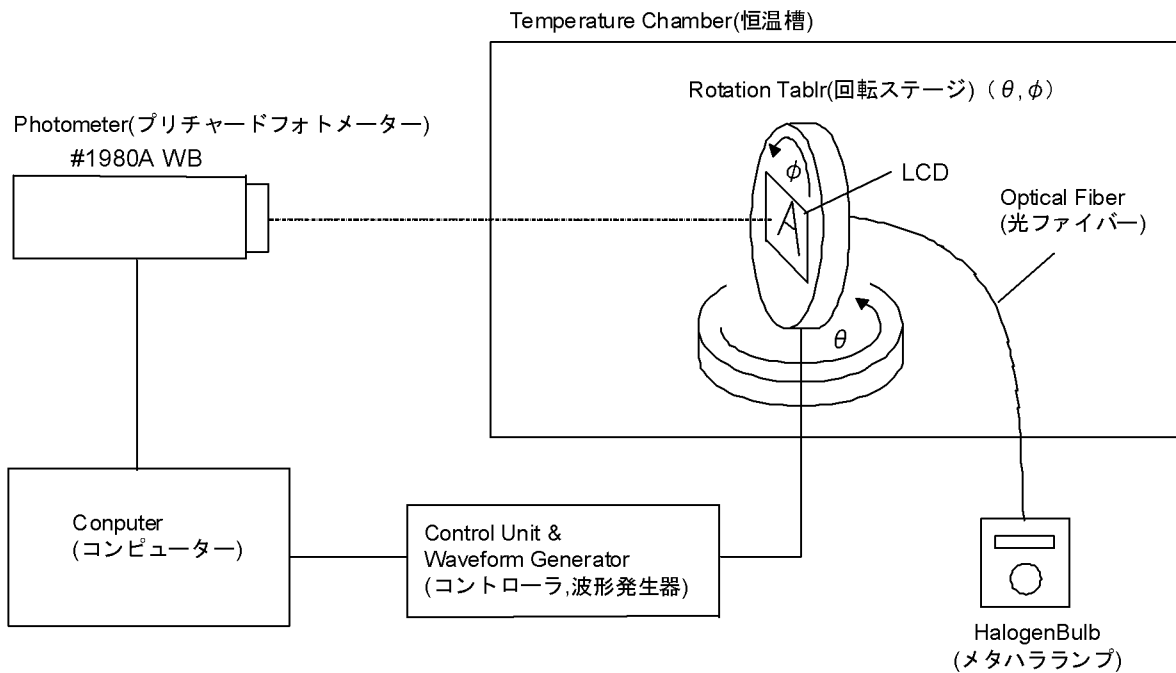 Temperature Chamber(恒温槽)
Rotation Tablr(回転ステージ)（θ,φ）
Photometer(プリチャードフォトメーター)
#1980A WB
φ
LCD
A
Optical Fiber
(光ファイバー)
θ
Conputer
(コンピューター)
Control Unit &
Waveform Generator
(コントローラ,波形発生器)
HalogenBulb
(メタハラランプ)